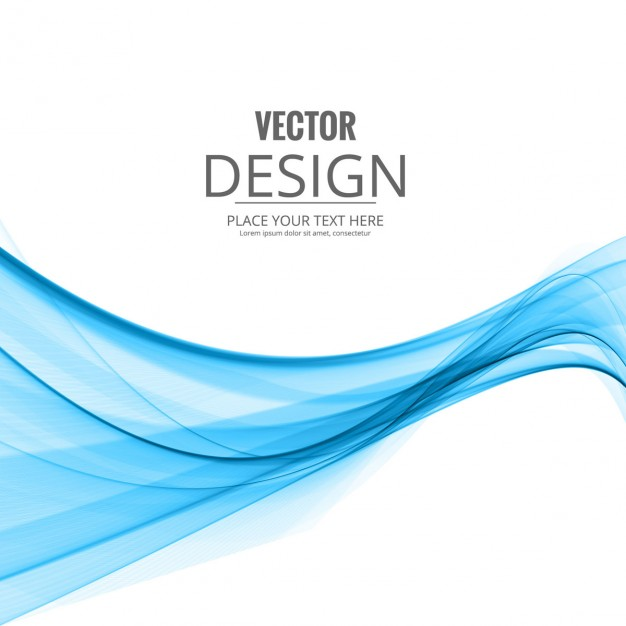 VECTOR
DESIGN
PLACE YOUR TEXT HERE
Lorem ipsum dolor sit amet, consectetur